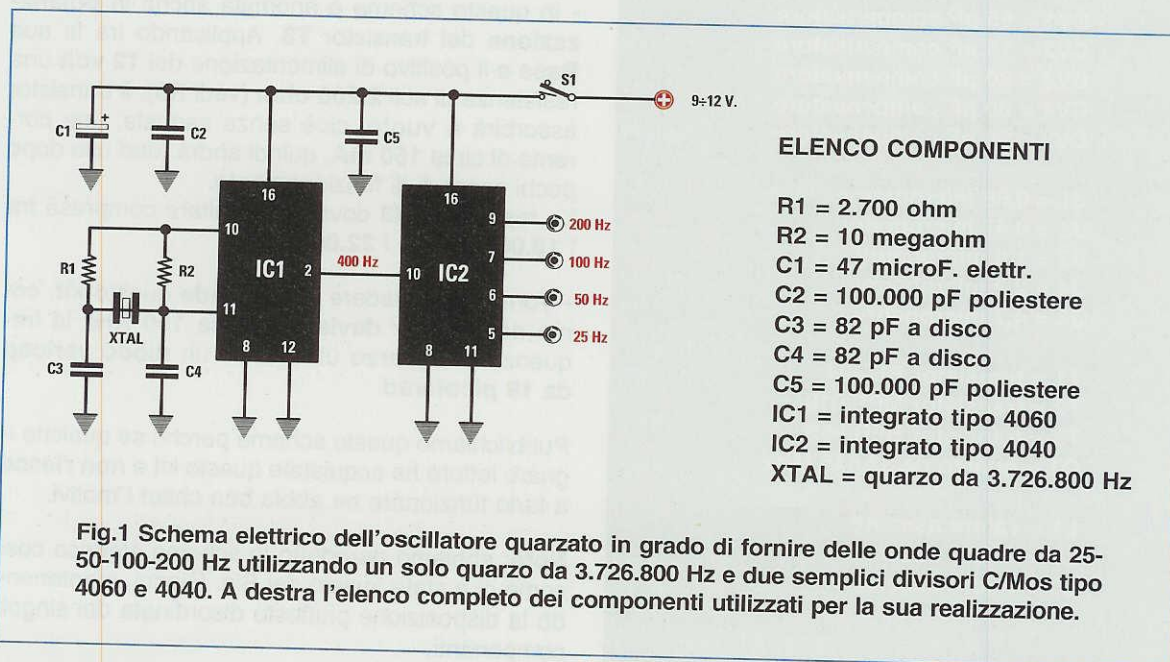 S1
9÷12 V.
C1
+
C2
C5
16
16
10
R1
R2
IC1
2
400 Hz
10
IC2
9
200 Hz
7
100 Hz
6
50 Hz
5
25 Hz
11
XTAL
C3
C4
8
12
8
11
ELENCO COMPONENTI
R1 = 2.700 ohm
R2 = 10 megaohm
C1 = 47 microF. elettr.
C2 = 100.000 pF poliestere
C3 = 82 pF a disco
C4 = 82 pF a disco
C5 = 100.000 pF poliestere
IC1 = integrato tipo 4060
IC2 = integrato tipo 4040
XTAL = quarzo da 3.726.800 Hz
Fig.1 Schema elettrico dell'oscillatore quarzato in grado di fornire delle onde quadre da 25-
50-100-200 Hz utilizzando un solo quarzo da 3.726.800 Hz e due semplici divisori C/Mos tipo
4060 e 4040. A destra l'elenco completo dei componenti utilizzati per la sua realizzazione.